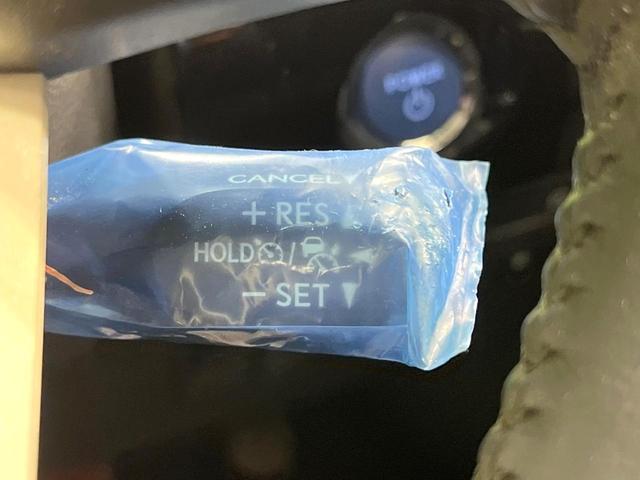 POWER
CANCEL
+ RES
HOLD /
− SET ▼